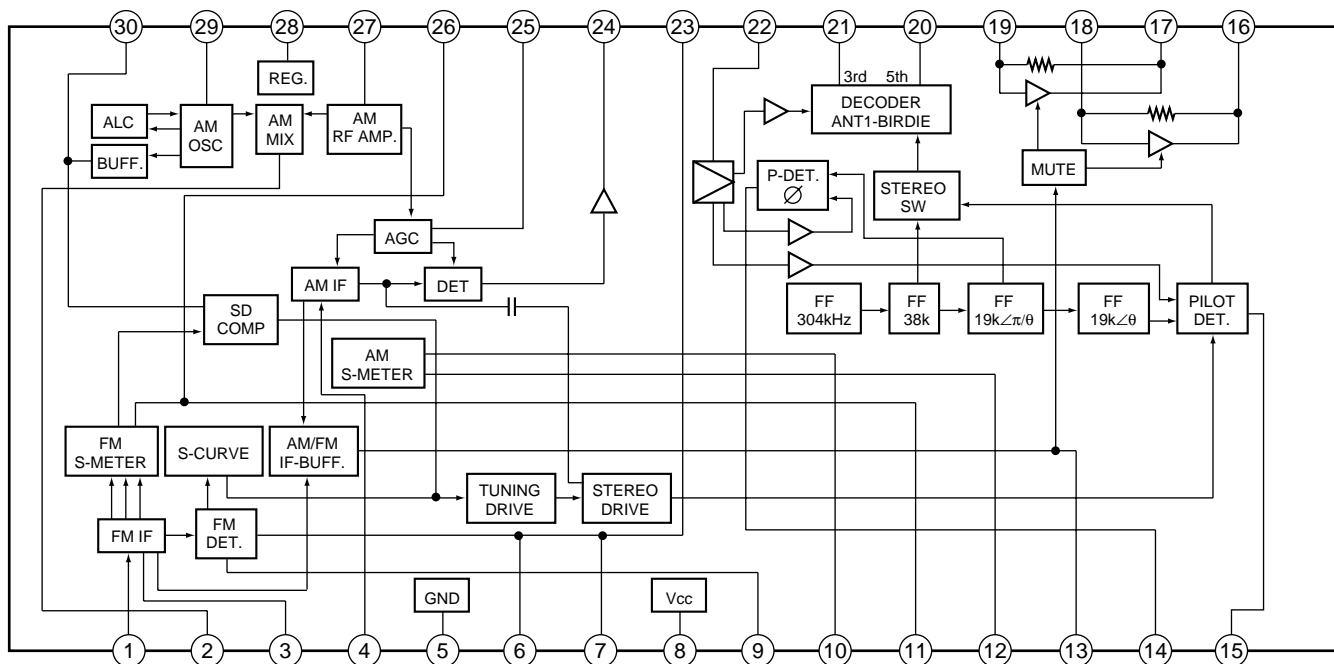 30 29 28 27 26 25 24 23 22 21 20 19 18 17 16
REG.
3rd 5th
ALC
AM
OSC
AM
MIX
AM
RF AMP.
DECODER
ANT1-BIRDIE
BUFF.
P-DET.
∅
STEREO
SW
MUTE
AGC
AM IF
DET
SD
COMP
FF
304kHz
FF
38k
FF
19k∠π/θ
FF
19k∠θ
PILOT
DET.
AM
S-METER
FM
S-METER
S-CURVE
AM/FM
IF-BUFF.
TUNING
DRIVE
STEREO
DRIVE
FM IF
FM
DET.
GND
Vcc
1 2 3 4 5 6 7 8 9 10 11 12 13 14 15